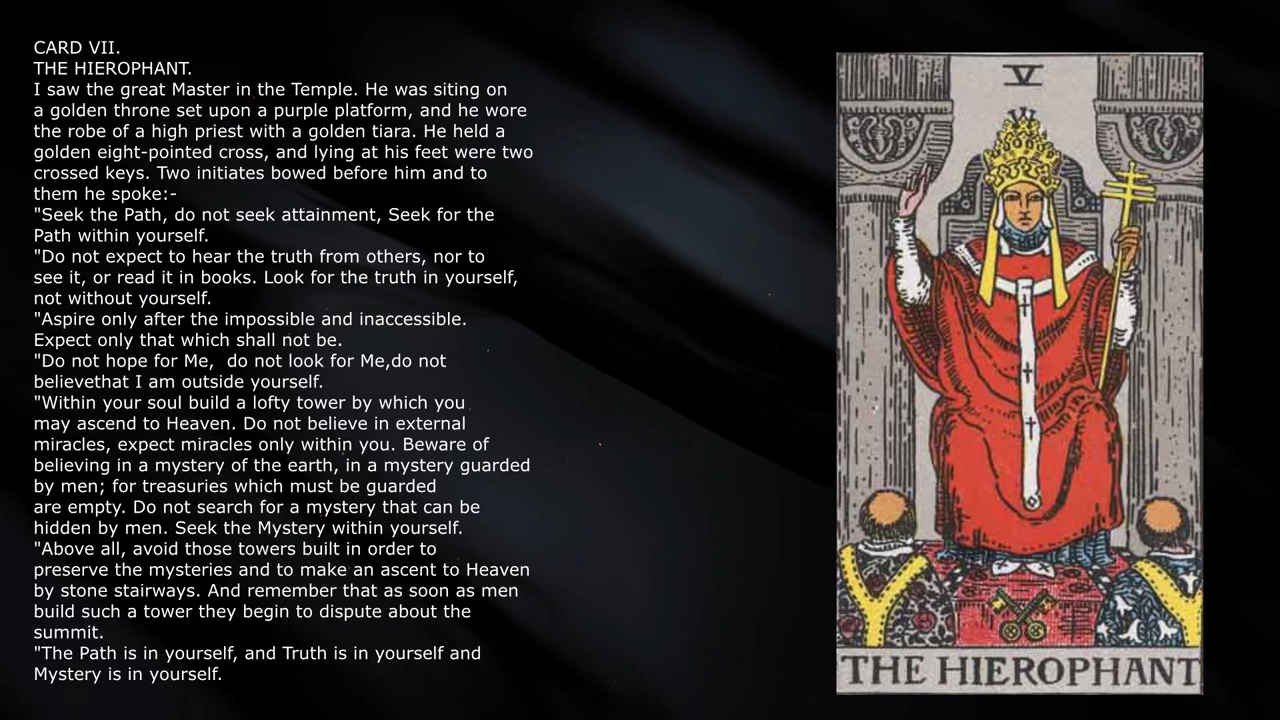 CARD VII.
THE HIEROPHANT.
I saw the great Master in the Temple. He was siting on
a golden throne set upon a purple platform, and he wore
the robe of a high priest with a golden tiara. He held a
golden eight-pointed cross, and lying at his feet were two
crossed keys. Two initiates bowed before him and to
them he spoke:-
"Seek the Path, do not seek attainment, Seek for the
Path within yourself.
"Do not expect to hear the truth from others, nor to
see it, or read it in books. Look for the truth in yourself,
not without yourself.
"Aspire only after the impossible and inaccessible.
Expect only that which shall not be.
"Do not hope for Me,  do not look for Me,do not
believethat I am outside yourself.
"Within your soul build a lofty tower by which you
may ascend to Heaven. Do not believe in external
miracles, expect miracles only within you. Beware of
believing in a mystery of the earth, in a mystery guarded
by men; for treasuries which must be guarded
are empty. Do not search for a mystery that can be
hidden by men. Seek the Mystery within yourself.
"Above all, avoid those towers built in order to
preserve the mysteries and to make an ascent to Heaven
by stone stairways. And remember that as soon as men
build such a tower they begin to dispute about the
summit.
"The Path is in yourself, and Truth is in yourself and
Mystery is in yourself.
V
THE HIEROPHANT